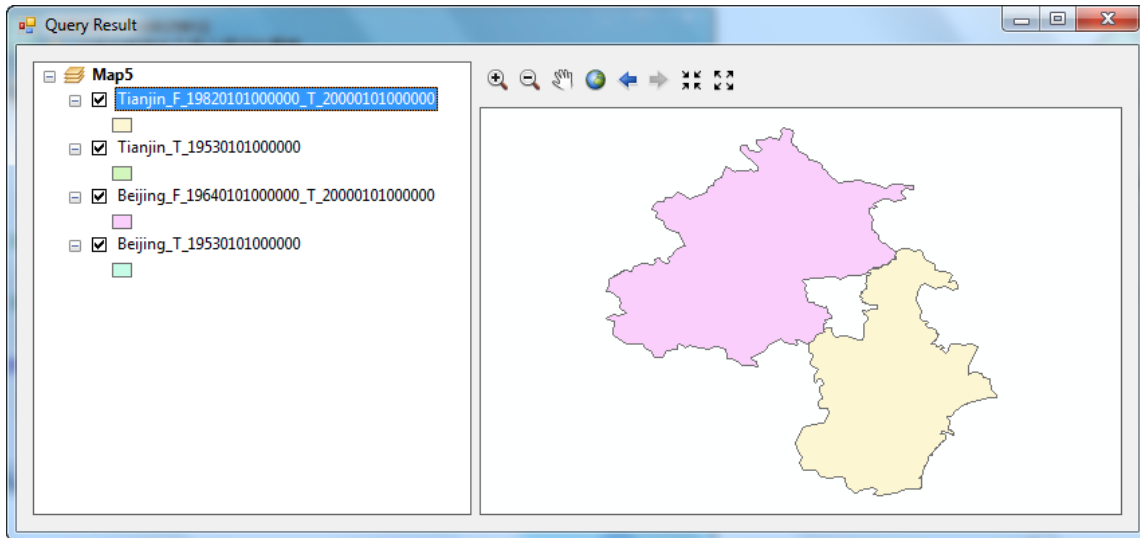 Query Result
Map5
Tianjin_F_19820101000000_T_20000101000000
Tianjin_T_19530101000000
Beijing_F_19640101000000_T_20000101000000
Beijing_T_19530101000000